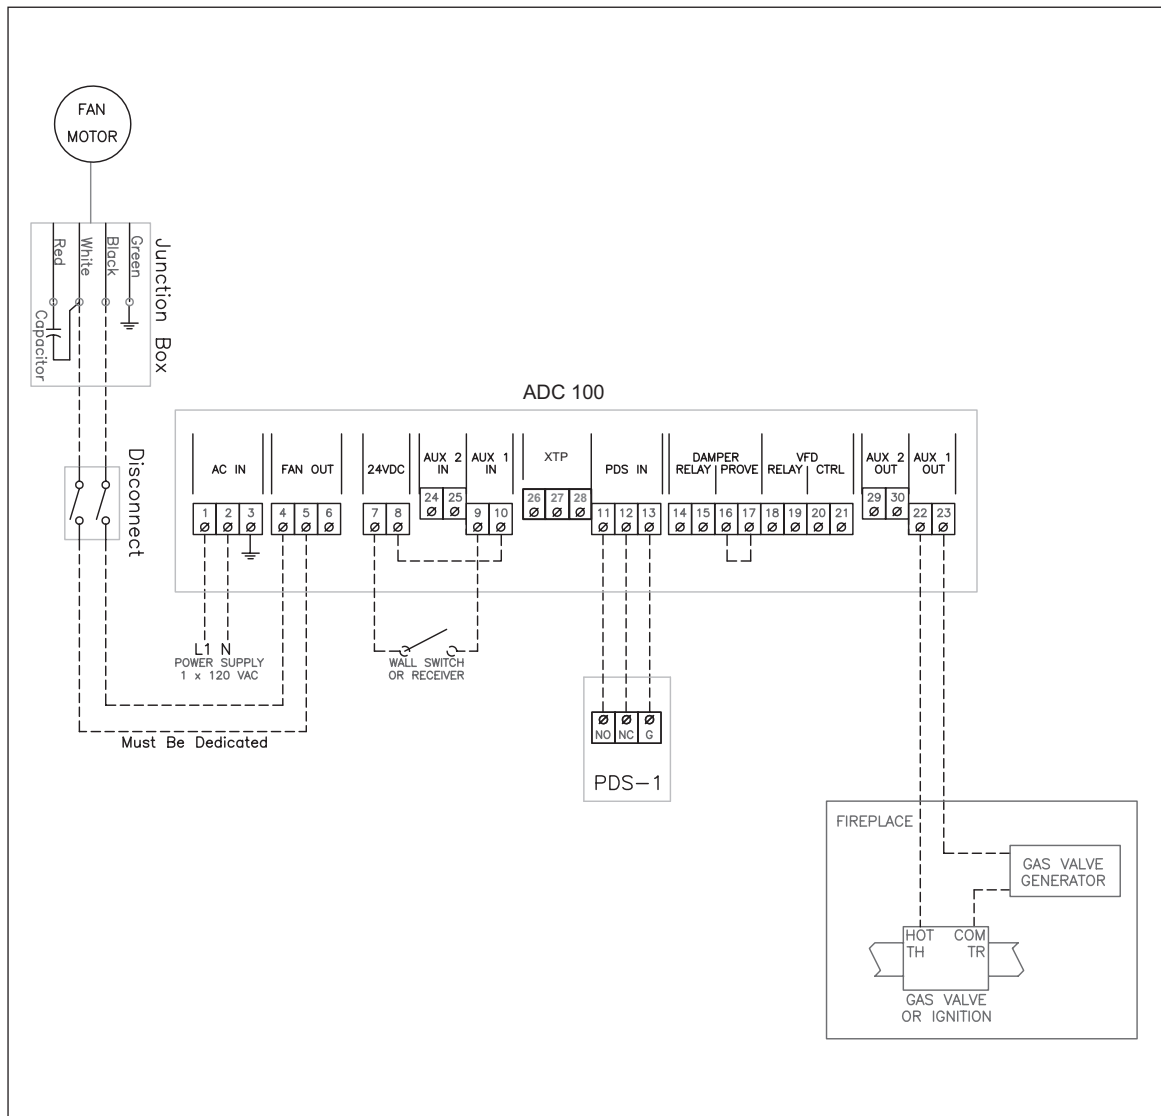 FAN
MOTOR
Red
White
Black
Green
Junction Box
Capacitor
Disconnect
ADC 100
AC IN
FAN OUT
24VDC
AUX 2
IN
AUX 1
IN
XTP
PDS IN
DAMPER
RELAY PROVE
VFD
RELAY CTRL
AUX 2
OUT
AUX 1
OUT
1 2 3 4 5 6 7 8 24 25 9 10 26 27 28 11 12 13 14 15 16 17 18 19 20 21 29 30 22 23
L1 N
POWER SUPPLY
1 x 120 VAC
WALL SWITCH
OR RECEIVER
Must Be Dedicated
NO NC G
PDS-1
FIREPLACE
GAS VALVE
GENERATOR
HOT COM
TH TR
GAS VALVE
OR IGNITION